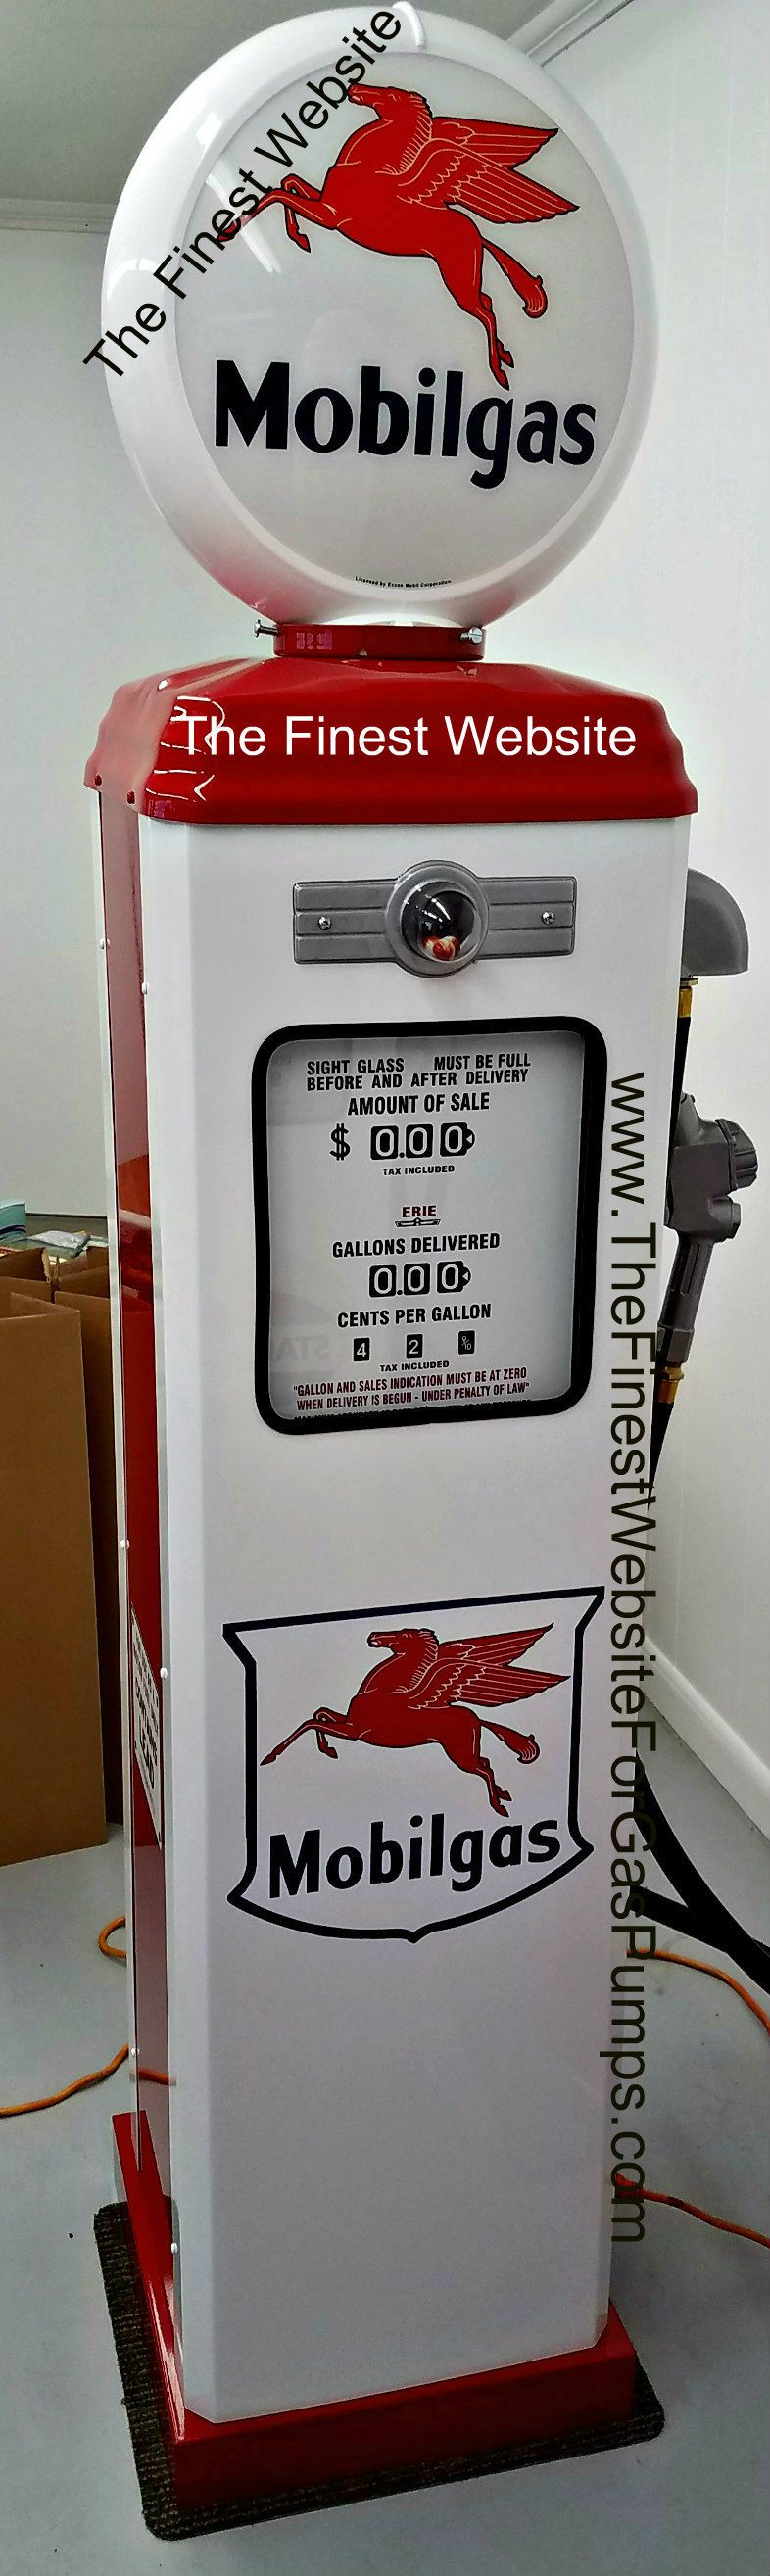 The Finest Website
Mobilgas
Licensed by Exxon Mobil Corporation
The Finest Website
SIGHT GLASS MUST BE FULL
BEFORE AND AFTER DELIVERY
AMOUNT OF SALE
$ 0.00
TAX INCLUDED
ERIE
GALLONS DELIVERED
0.00
CENTS PER GALLON
4 2 9/10
TAX INCLUDED
"GALLON AND SALES INDICATION MUST BE AT ZERO
WHEN DELIVERY IS BEGUN - UNDER PENALTY OF LAW"
www.TheFinestWebsiteForGasPumps.com
Mobilgas